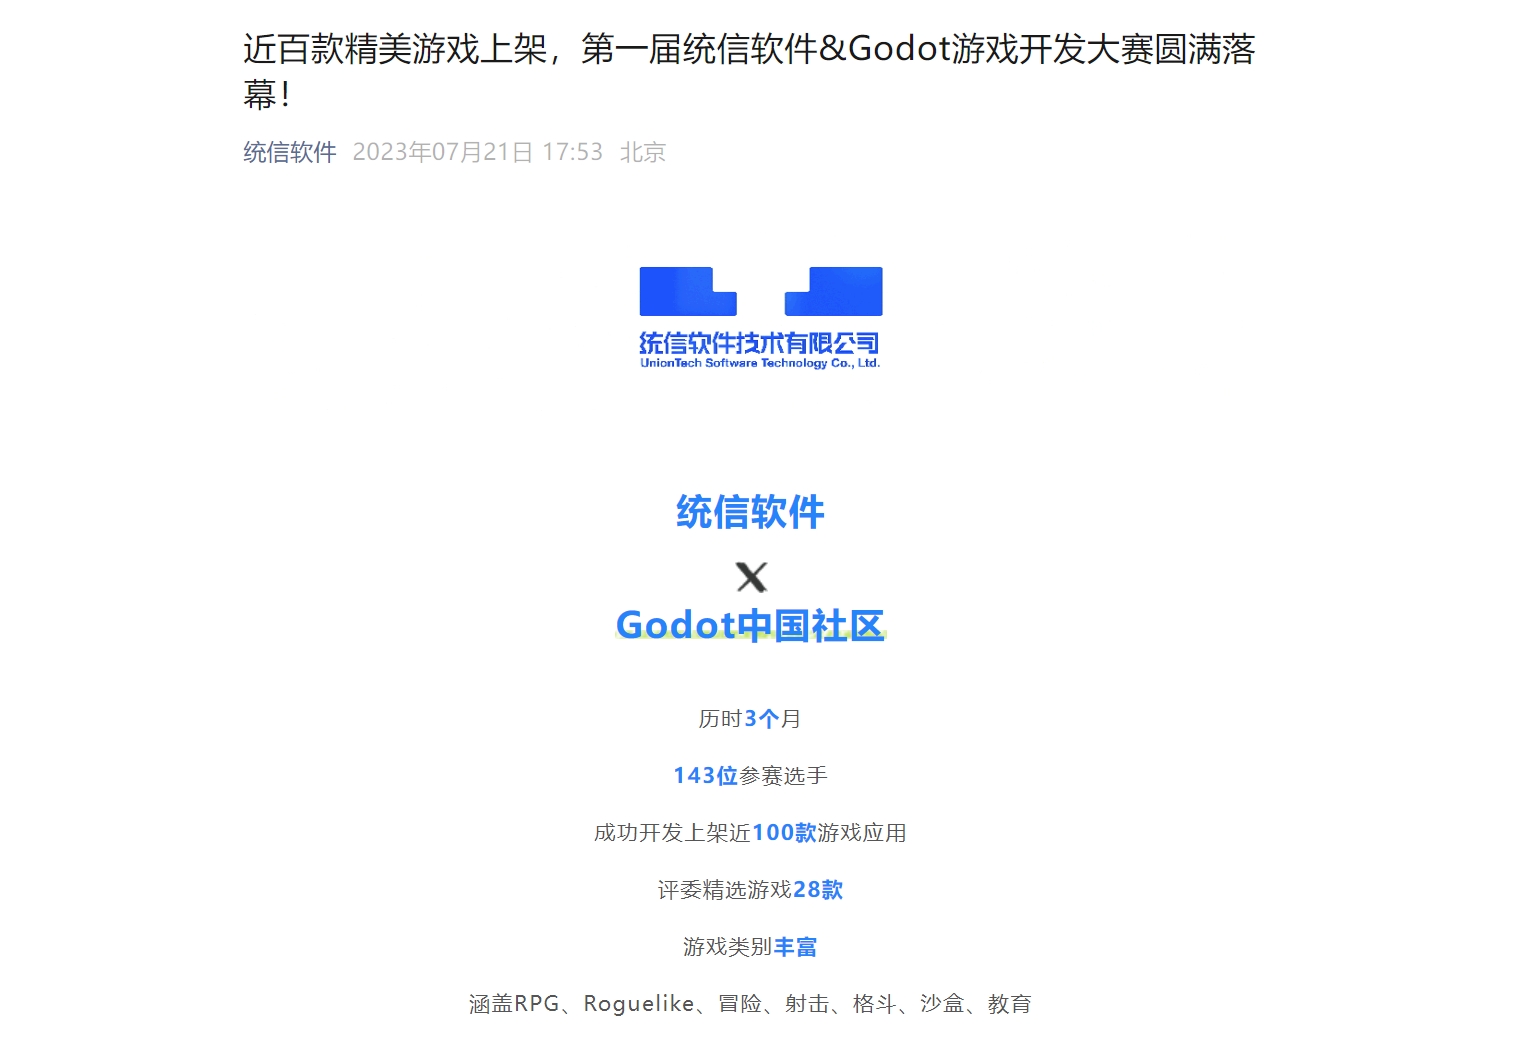 近百款精美游戏上架，第一届统信软件&Godot游戏开发大赛圆满落
幕！
统信软件 2023年07月21日 17:53 北京
统信软件技术有限公司
UnionTech Software Technology Co., Ltd.
统信软件
X
Godot中国社区
历时3个月
143位参赛选手
成功开发上架近100款游戏应用
评委精选游戏28款
游戏类别丰富
涵盖RPG、Roguelike、冒险、射击、格斗、沙盒、教育